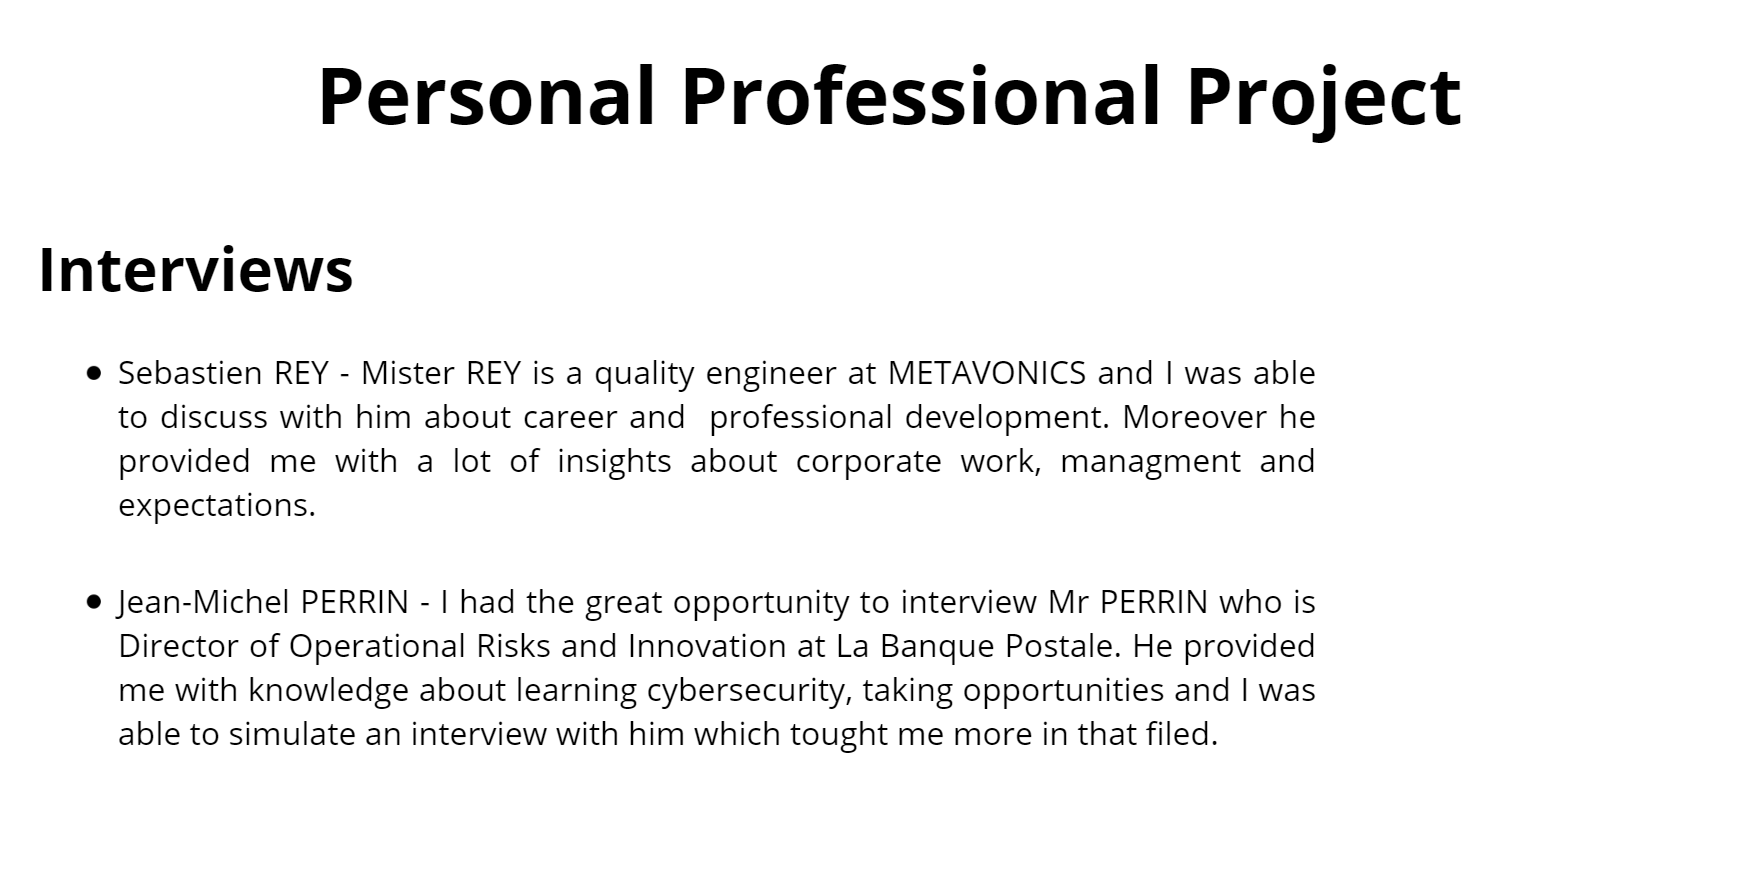 Personal Professional Project
Interviews
• Sebastien REY - Mister REY is a quality engineer at METAVONICS and I was able
to discuss with him about career and  professional development. Moreover he
provided me with a lot of insights about corporate work, managment and
expectations.
• Jean-Michel PERRIN - I had the great opportunity to interview Mr PERRIN who is
Director of Operational Risks and Innovation at La Banque Postale. He provided
me with knowledge about learning cybersecurity, taking opportunities and I was
able to simulate an interview with him which tought me more in that filed.